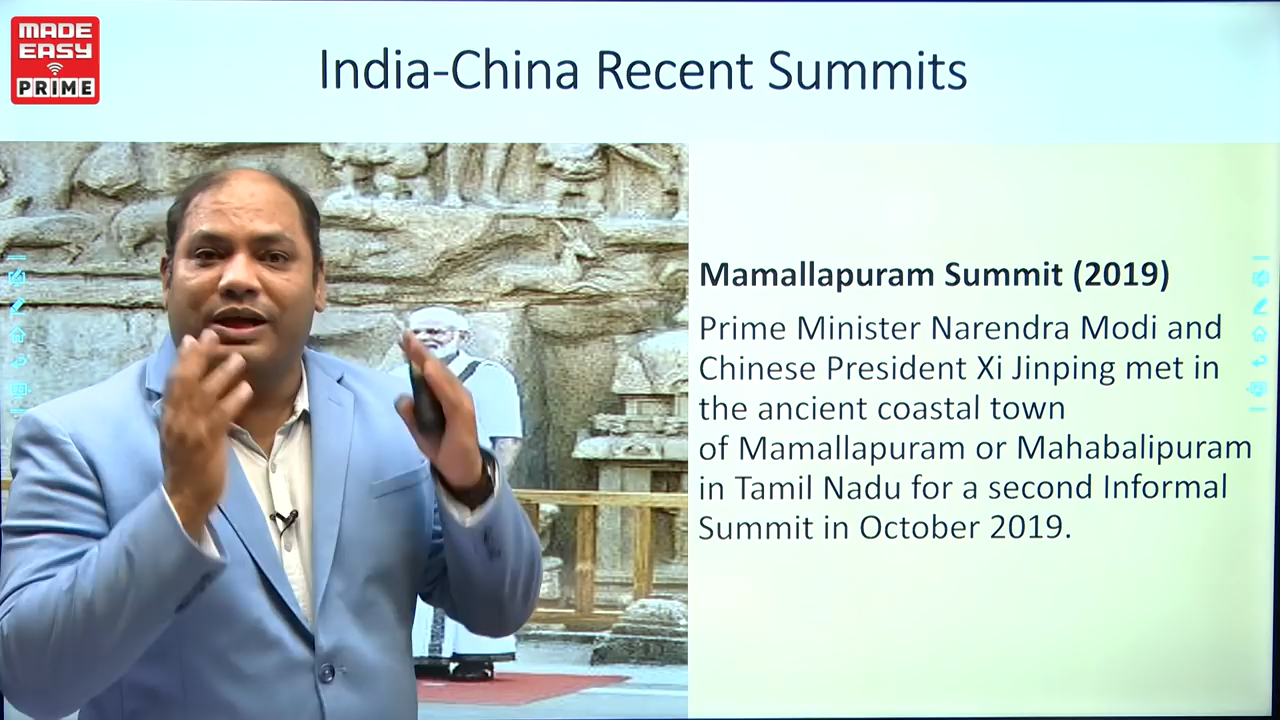 MADE
EASY
PRIME
India-China Recent Summits
Mamallapuram Summit (2019)
Prime Minister Narendra Modi and
Chinese President Xi Jinping met in
the ancient coastal town
of Mamallapuram or Mahabalipuram
in Tamil Nadu for a second Informal
Summit in October 2019.